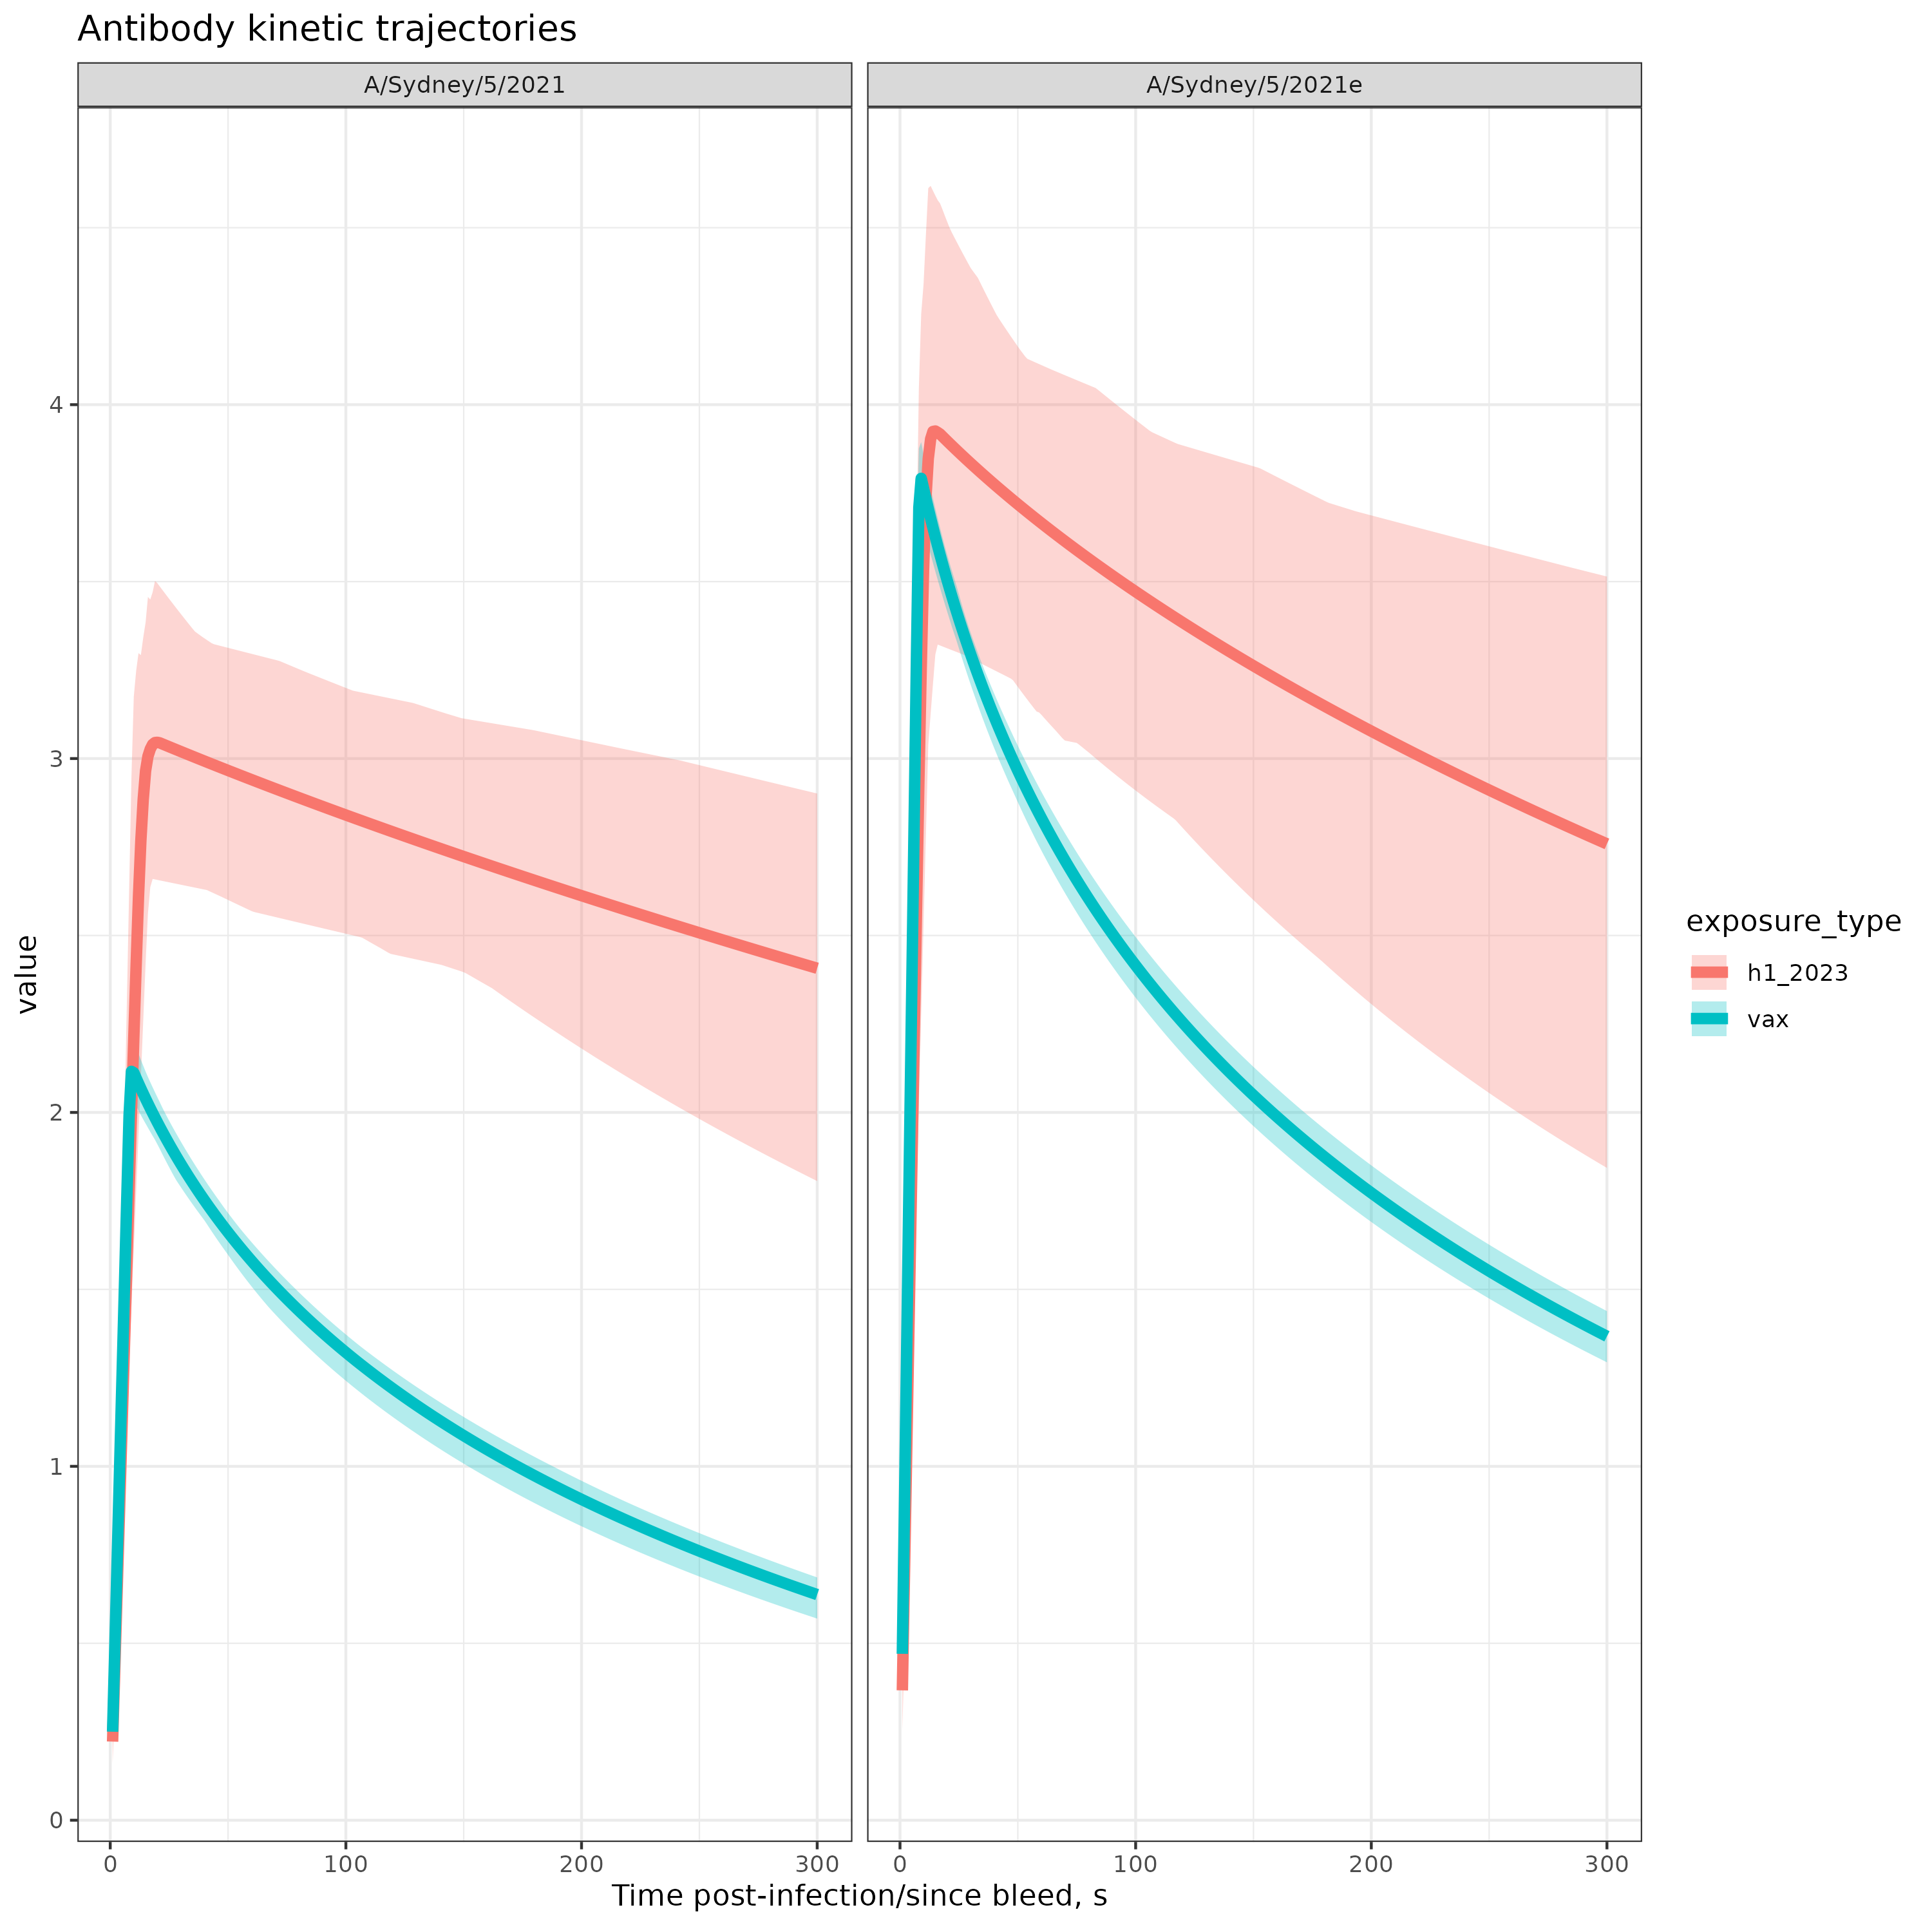 Antibody kinetic trajectories
A/Sydney/5/2021
A/Sydney/5/2021e
4
3
2
1
0
value
0 100 200 300
0 100 200 300
Time post-infection/since bleed, s
exposure_type
h1_2023
vax